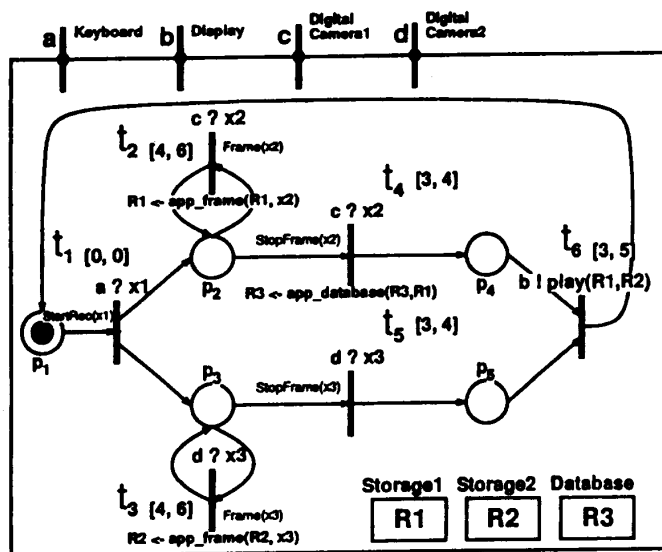 a Keyboard
b Display
c Digital Camera1
d Digital Camera2
c ? x2
t2 [4, 6]
Frame(x2)
R1 <- app_frame(R1, x2)
t4 [3, 4]
c ? x2
t1 [0, 0]
StopFrame(x2)
t6 [3, 5]
a ? x1
p2
p4
b ! play(R1,R2)
R3 <- app_database(R3,R1)
StartRec(x1)
t5 [3, 4]
p1
d ? x3
p3
p5
StopFrame(x3)
d ? x3
t3 [4, 6]
Frame(x3)
R2 <- app_frame(R2, x3)
Storage1 Storage2 Database
R1 R2 R3